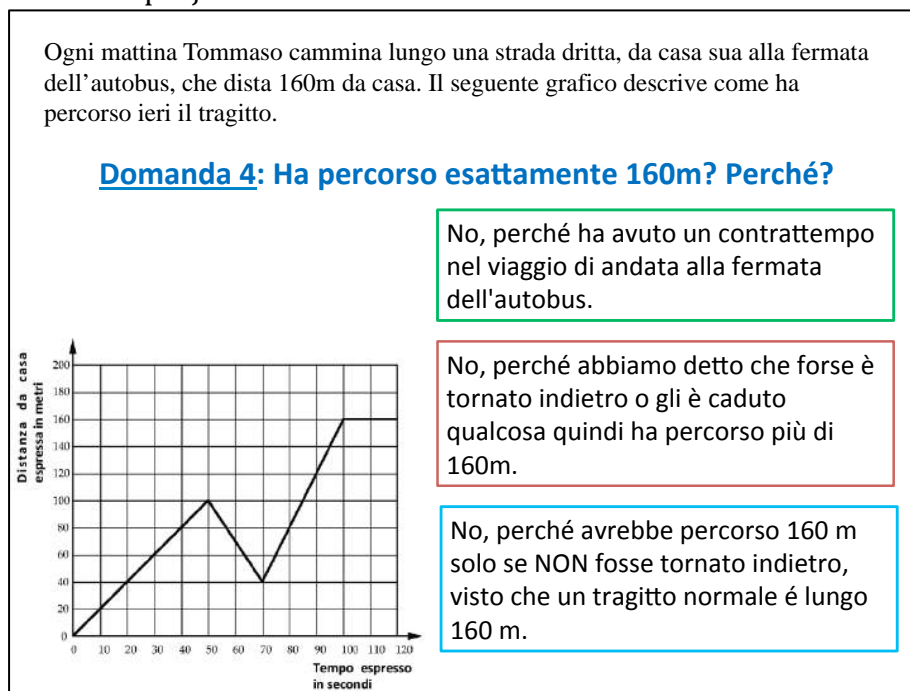 Ogni mattina Tommaso cammina lungo una strada dritta, da casa sua alla fermata
dell'autobus, che dista 160m da casa. Il seguente grafico descrive come ha
percorso ieri il tragitto.
Domanda 4: Ha percorso esattamente 160m? Perché?
No, perché ha avuto un contrattempo
nel viaggio di andata alla fermata
dell'autobus.
No, perché abbiamo detto che forse è
tornato indietro o gli è caduto
qualcosa quindi ha percorso più di
160m.
No, perché avrebbe percorso 160 m
solo se NON fosse tornato indietro,
visto che un tragitto normale é lungo
160 m.
Distanza da casa
espressa in metri
200
180
160
140
120
100
80
60
40
20
0
0 10 20 30 40 50 60 70 80 90 100 110 120
Tempo espresso
in secondi